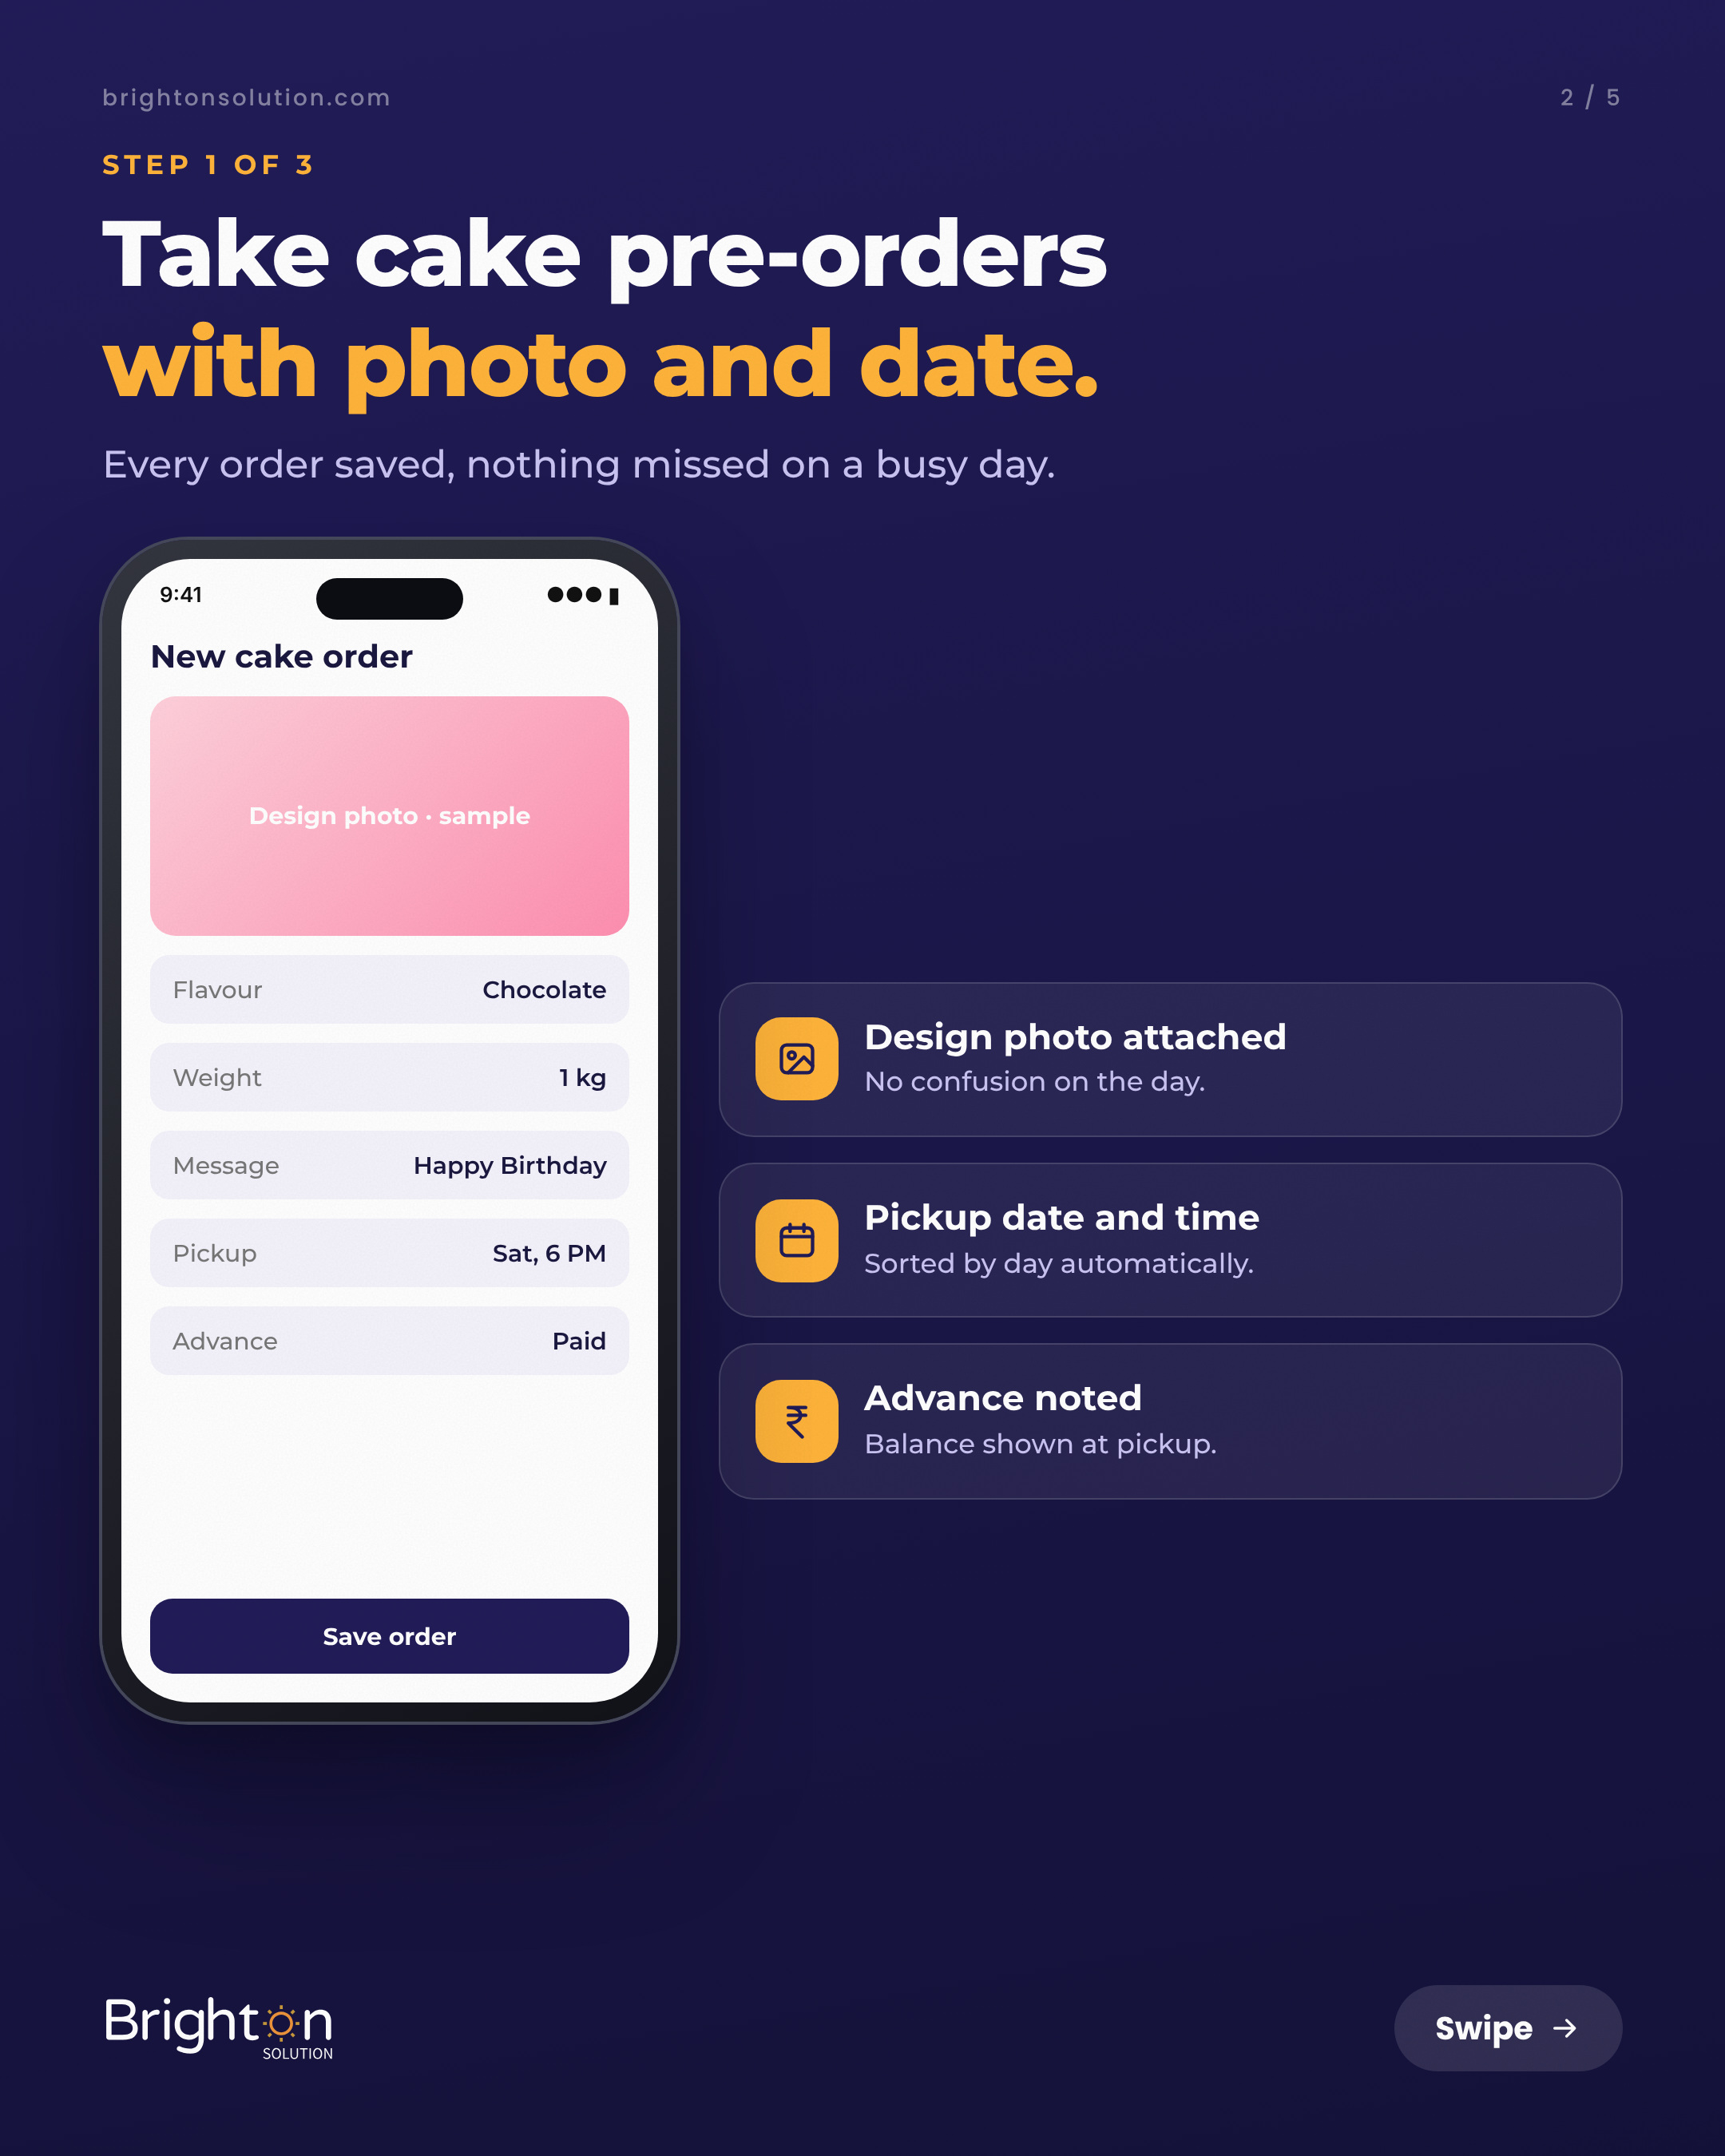 brightonsolution.com
2 / 5
STEP 1 OF 3
Take cake pre-orders
with photo and date.
Every order saved, nothing missed on a busy day.
9:41
New cake order
Design photo · sample
Flavour Chocolate
Weight 1 kg
Message Happy Birthday
Pickup Sat, 6 PM
Advance Paid
Save order
Design photo attached
No confusion on the day.
Pickup date and time
Sorted by day automatically.
₹
Advance noted
Balance shown at pickup.
Brighton
SOLUTION
Swipe →